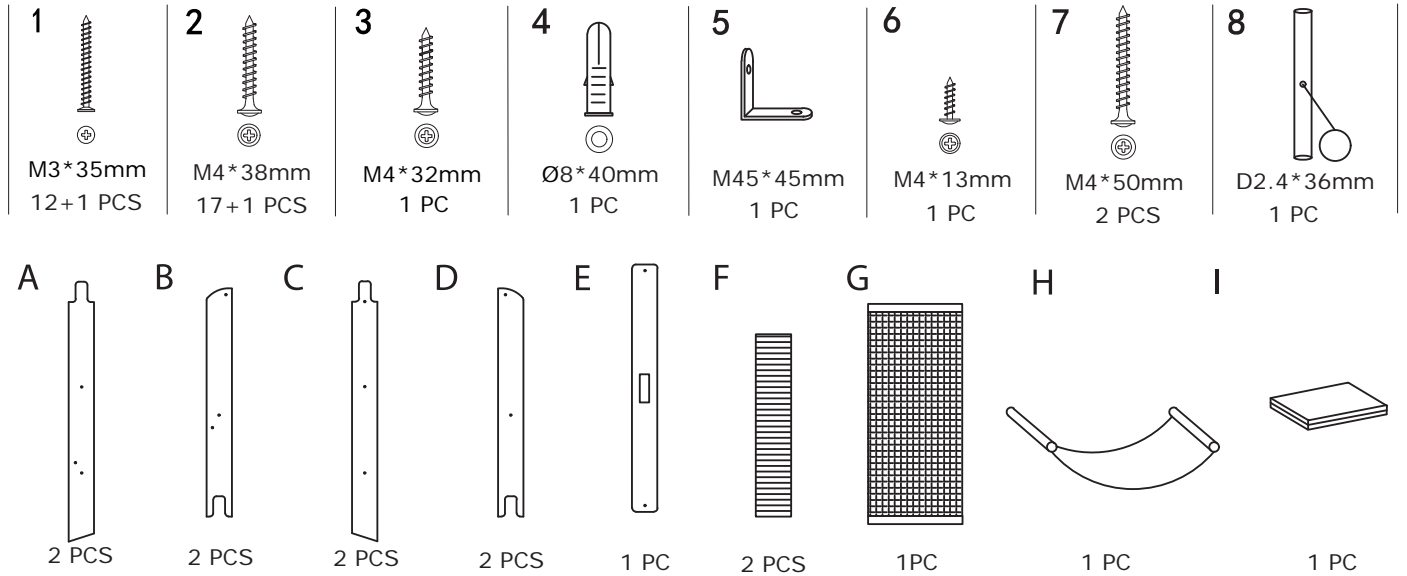 1 2 3 4 5 6 7 8
M3*35mm M4*38mm M4*32mm Ø8*40mm M45*45mm M4*13mm M4*50mm D2.4*36mm
12+1 PCS 17+1 PCS 1 PC 1 PC 1 PC 1 PC 2 PCS 1 PC
A B C D E F G H I
2 PCS 2 PCS 2 PCS 2 PCS 1 PC 2 PCS 1PC 1 PC 1 PC